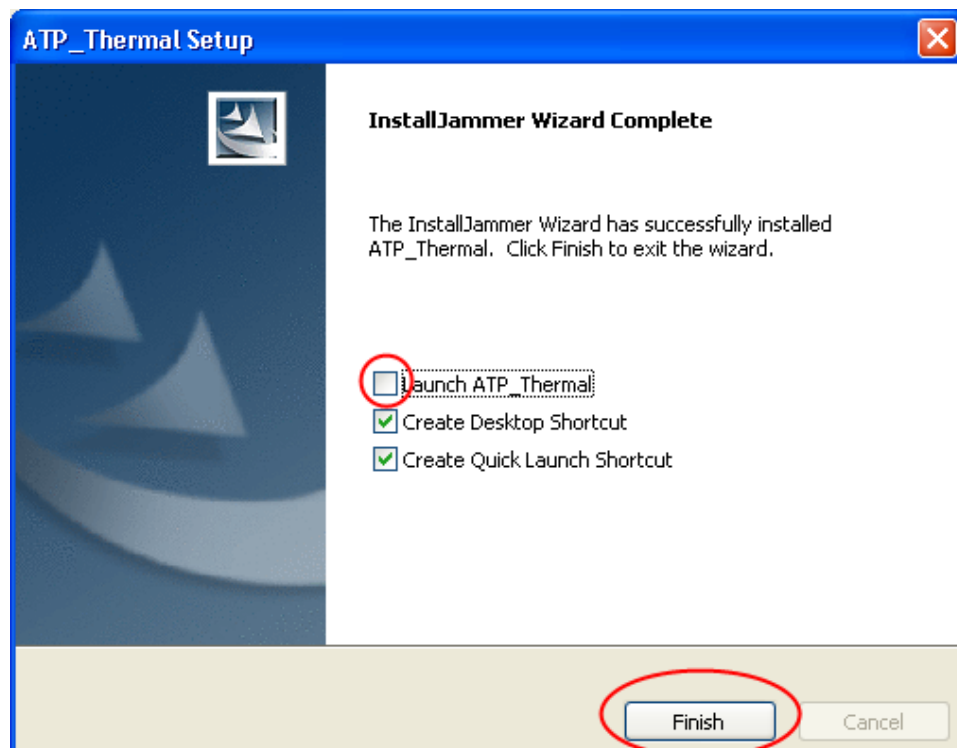 ATP_Thermal Setup
InstallJammer Wizard Complete
The InstallJammer Wizard has successfully installed
ATP_Thermal.  Click Finish to exit the wizard.
Launch ATP_Thermal
Create Desktop Shortcut
Create Quick Launch Shortcut
Finish
Cancel